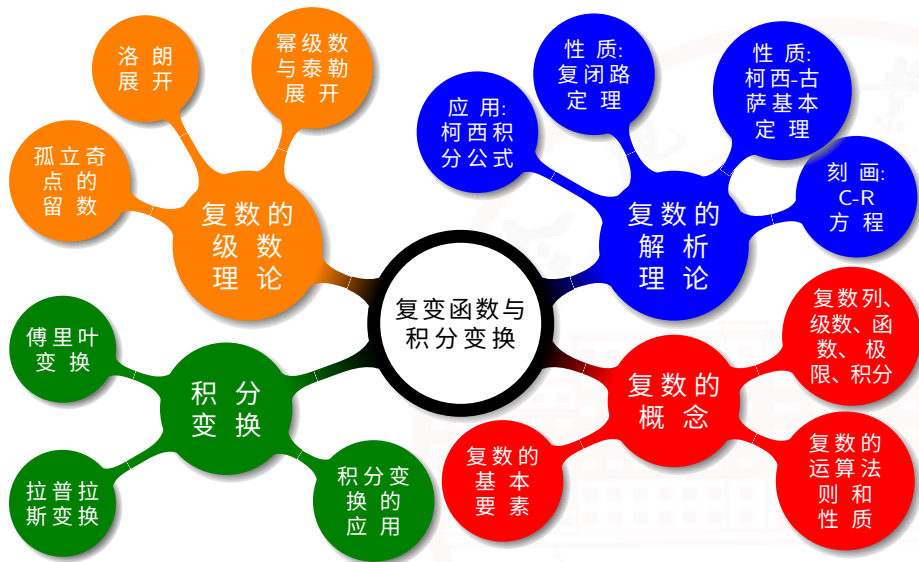 洛朗
展开
幂级数
与泰勒
展开
孤立奇
点的
留数
复数的
级数
理论
性质:
复闭路
定理
性质:
柯西-古
萨基本
定理
应用:
柯西积
分公式
刻画:
C-R
方程
复数的
解析
理论
复变函数与
积分变换
傅里叶
变换
积分
变换
拉普拉
斯变换
积分变
换的
应用
复数的
概念
复数列、
级数、函
数、极
限、积分
复数的
基本
要素
复数的
运算法
则和
性质